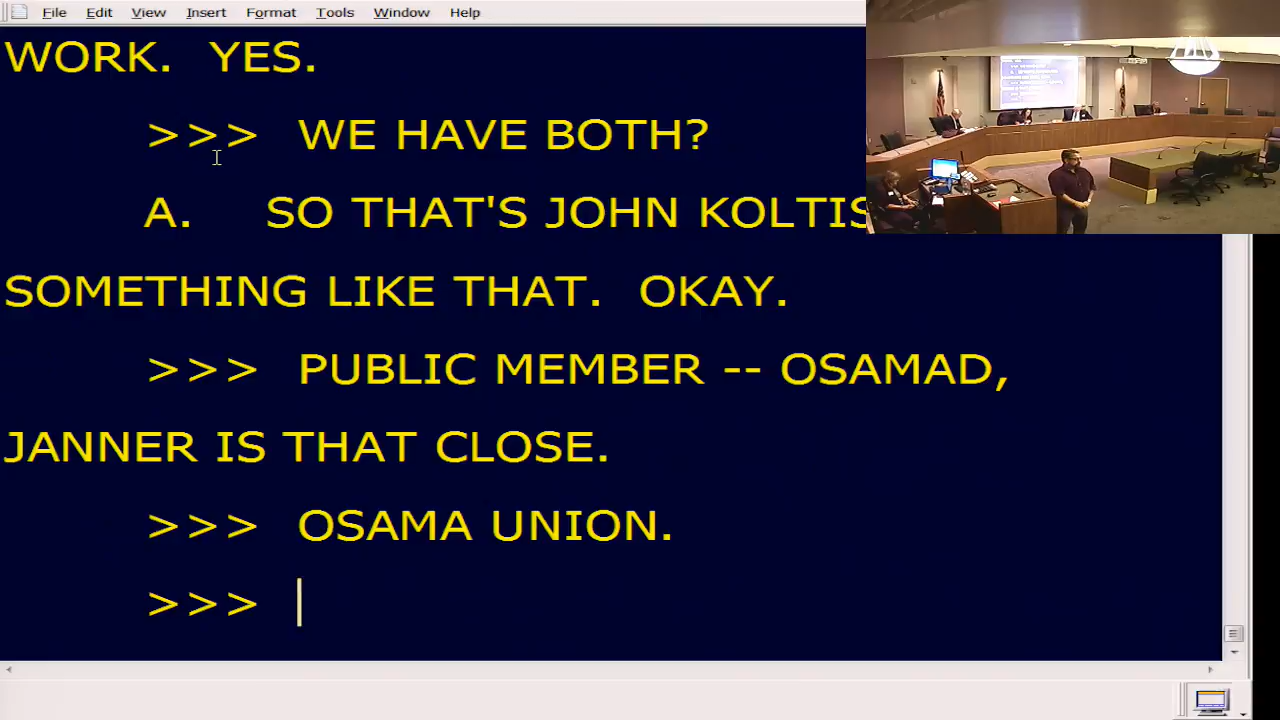 File Edit View Insert Format Tools Window Help
WORK. YES.
>>> WE HAVE BOTH?
A. SO THAT'S JOHN KOLTIS
SOMETHING LIKE THAT. OKAY.
>>> PUBLIC MEMBER -- OSAMAD,
JANNER IS THAT CLOSE.
>>> OSAMA UNION.
>>>